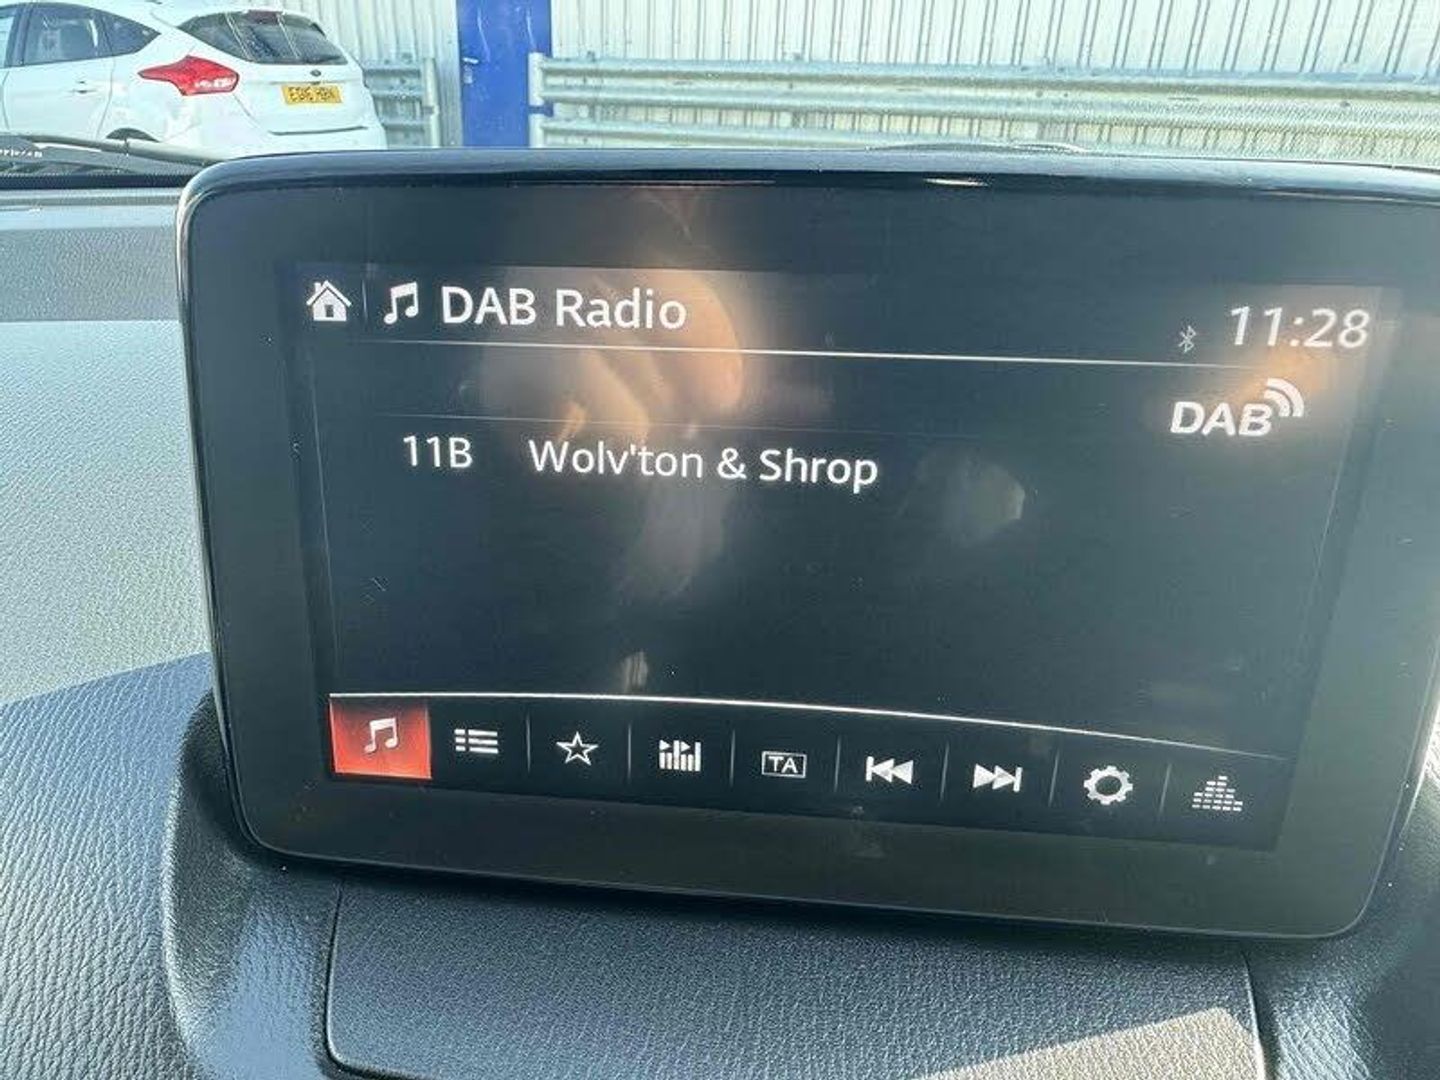 DAB Radio
11:28
DAB
11B Wolv'ton & Shrop
TA